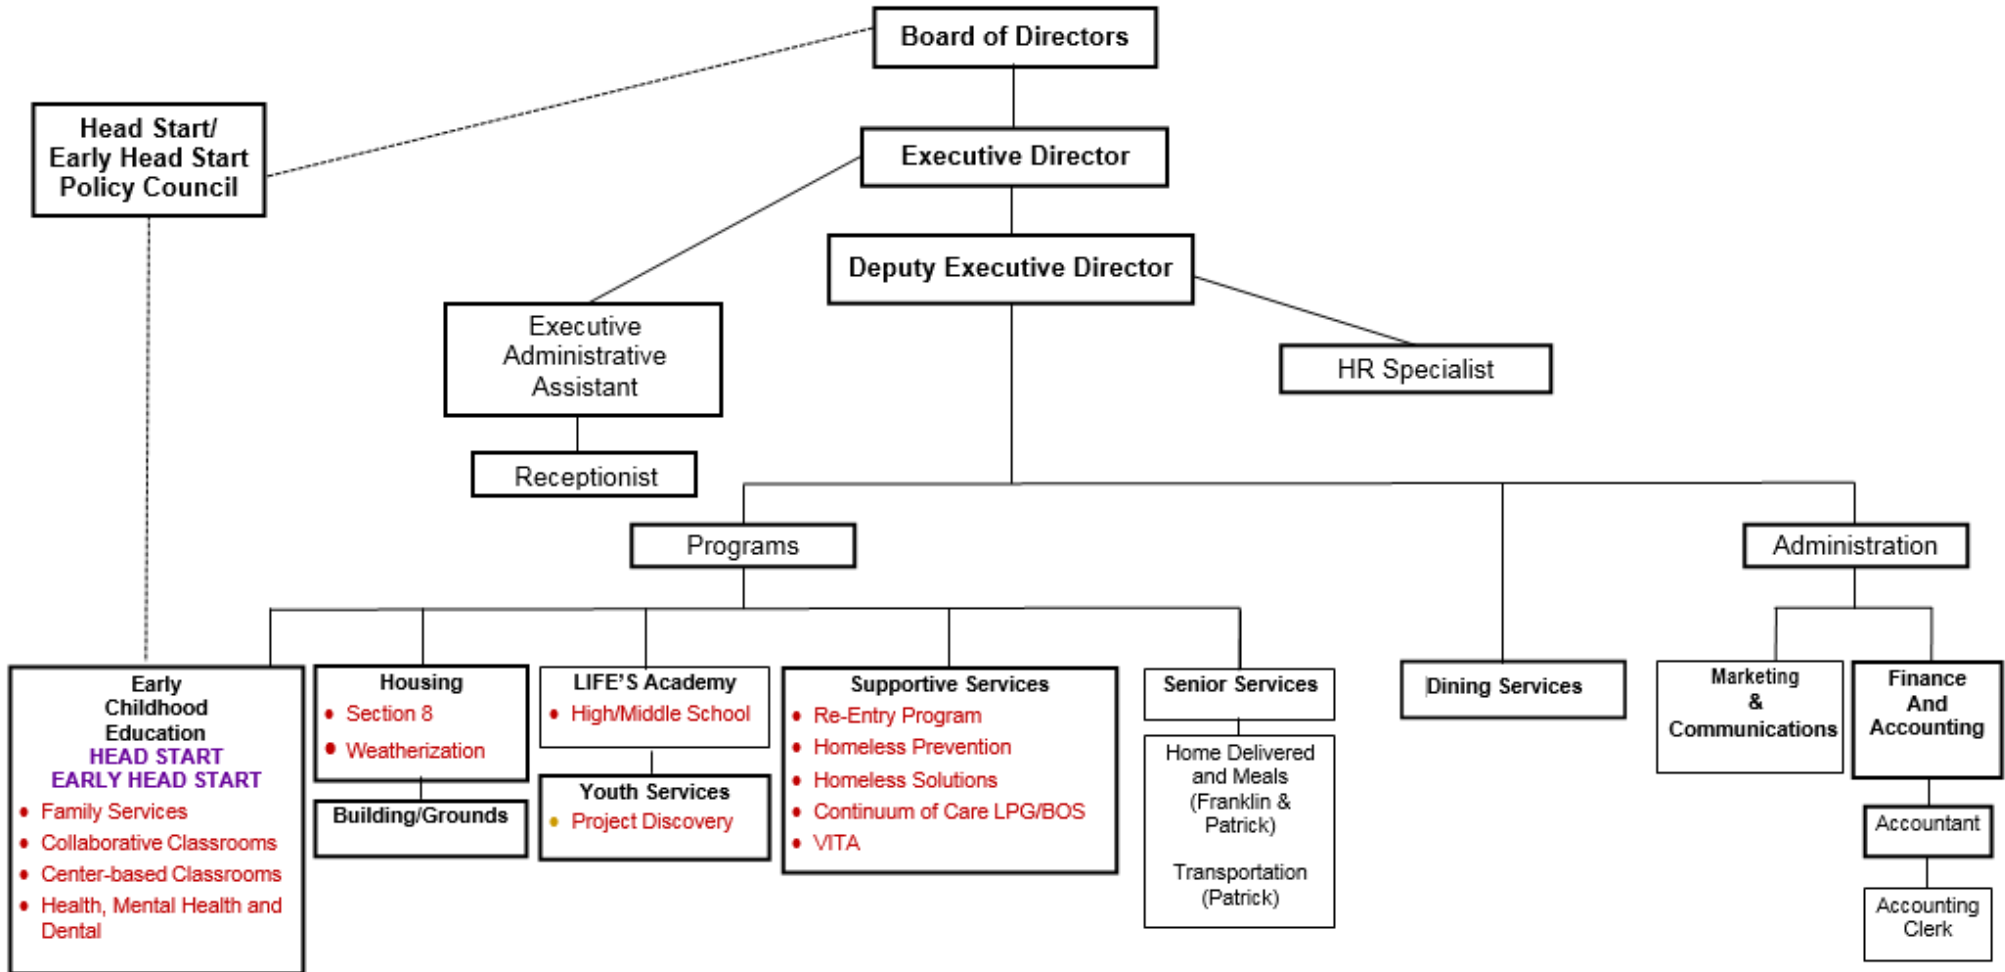 Board of Directors
Head Start/
Early Head Start
Policy Council
Executive Director
Deputy Executive Director
Executive
Administrative
Assistant
HR Specialist
Receptionist
Programs
Administration
Early
Childhood
Education
HEAD START
EARLY HEAD START
• Family Services
• Collaborative Classrooms
• Center-based Classrooms
• Health, Mental Health and
Dental
Housing
• Section 8
• Weatherization
Building/Grounds
LIFE'S Academy
• High/Middle School
Youth Services
• Project Discovery
Supportive Services
• Re-Entry Program
• Homeless Prevention
• Homeless Solutions
• Continuum of Care LPG/BOS
• VITA
Senior Services
Home Delivered
and Meals
(Franklin &
Patrick)
Transportation
(Patrick)
Dining Services
Marketing
&
Communications
Finance
And
Accounting
Accountant
Accounting
Clerk